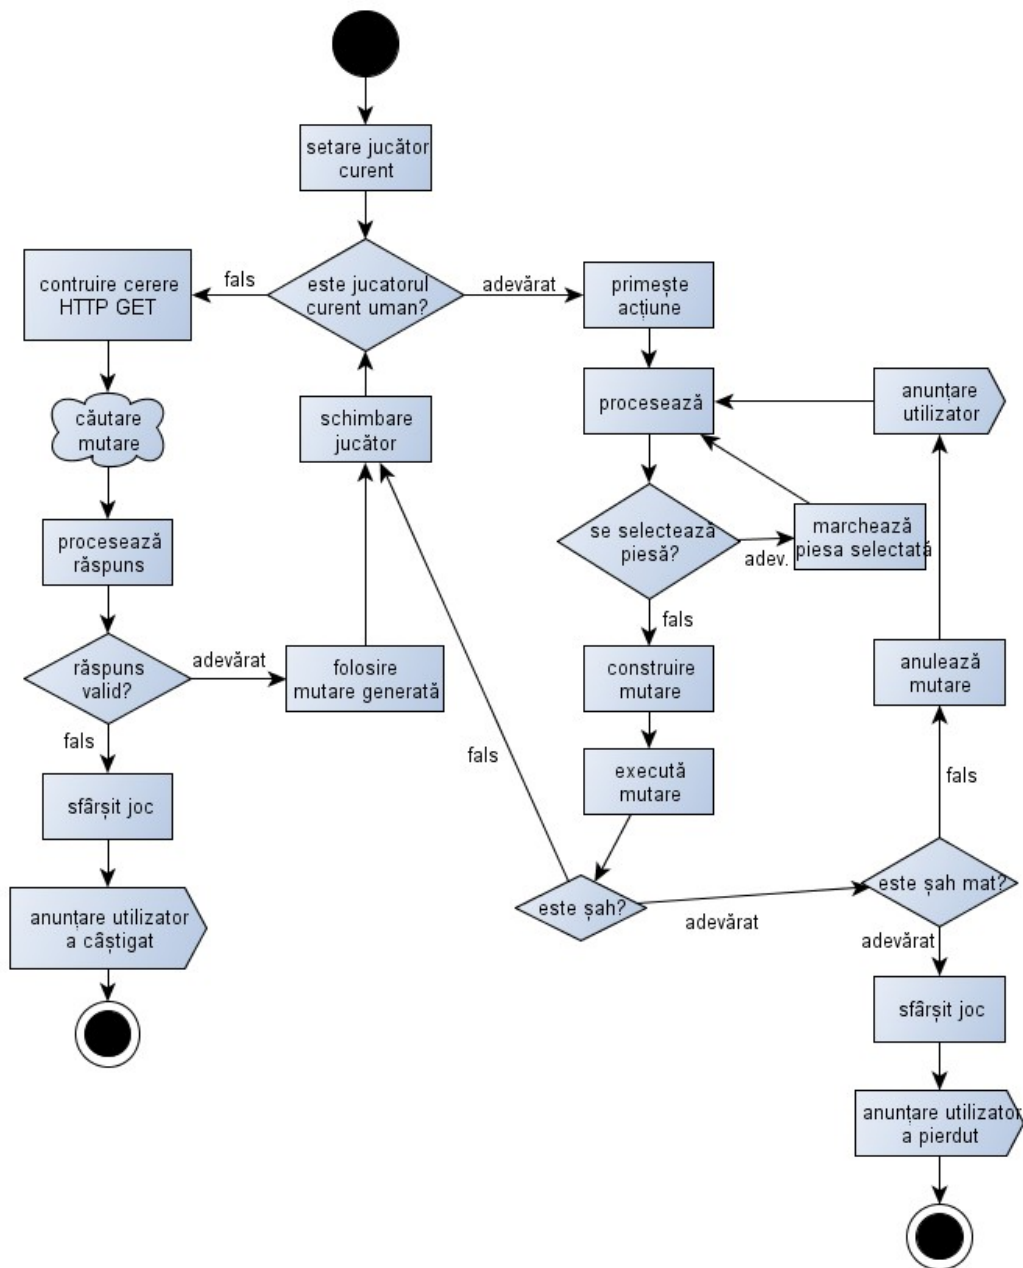 setare jucător
curent
este jucatorul
curent uman?
fals
adevărat
contruire cerere
HTTP GET
primește
acțiune
căutare
mutare
schimbare
jucător
procesează
anunțare
utilizator
procesează
răspuns
se selectează
piesă?
adev.
marchează
piesa selectată
fals
răspuns
valid?
adevărat
folosire
mutare generată
construire
mutare
anulează
mutare
fals
fals
execută
mutare
fals
sfârșit joc
este șah?
adevărat
este șah mat?
adevărat
anunțare utilizator
a câștigat
sfârșit joc
anunțare utilizator
a pierdut